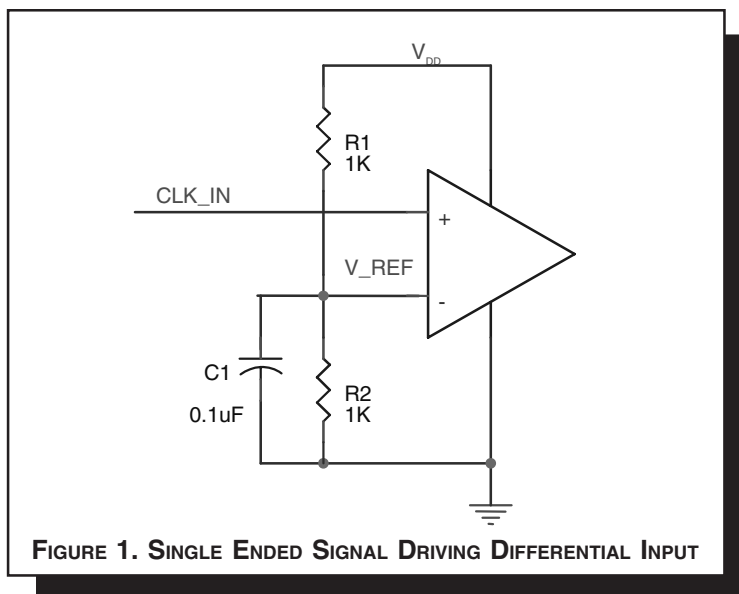 V_DD
R1
1K
CLK_IN
+
V_REF
-
C1
0.1uF
R2
1K
FIGURE 1. SINGLE ENDED SIGNAL DRIVING DIFFERENTIAL INPUT